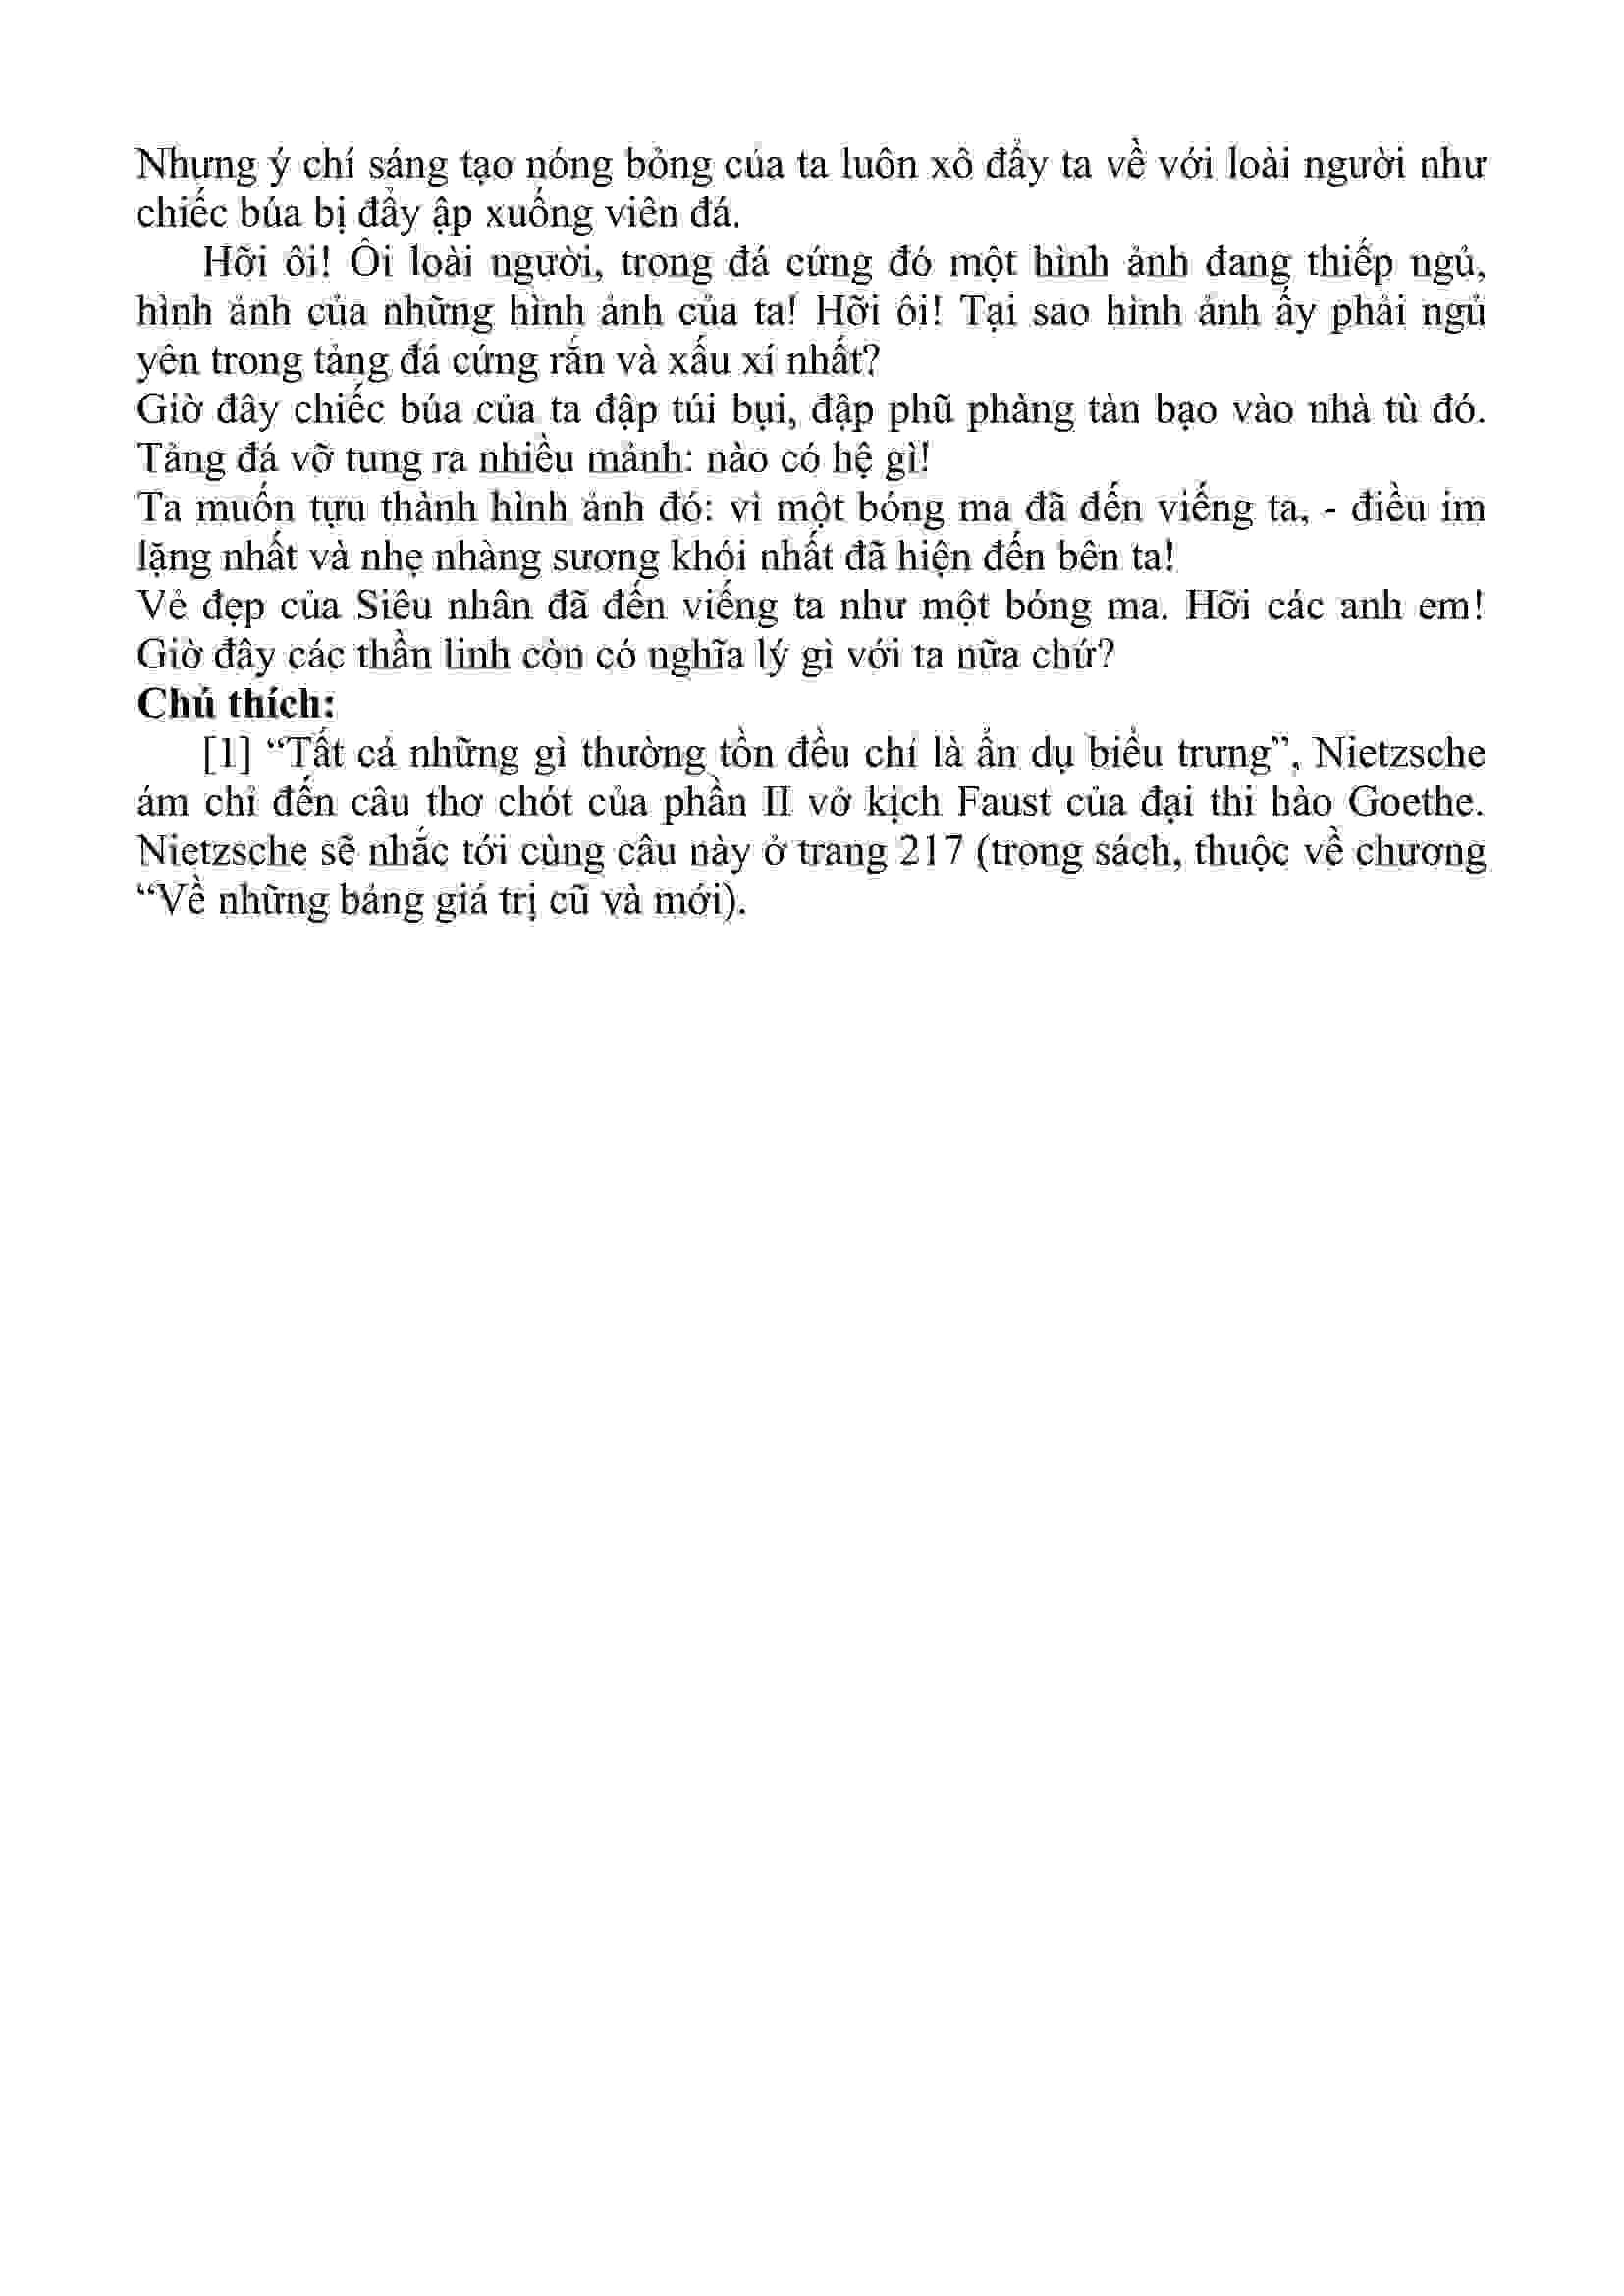 Nhưng ý chí sáng tạo nóng bỏng của ta luôn xô đẩy ta về với loài người như
chiếc búa bị đẩy ập xuống viên đá.
Hỡi ôi! Ôi loài người, trong đá cứng đó một hình ảnh đang thiếp ngủ,
hình ảnh của những hình ảnh của ta! Hỡi ôi! Tại sao hình ảnh ấy phải ngủ
yên trong tảng đá cứng rắn và xấu xí nhất?
Giờ đây chiếc búa của ta đập túi bụi, đập phũ phàng tàn bạo vào nhà tù đó.
Tảng đá vỡ tung ra nhiều mảnh: nào có hệ gì!
Ta muốn tựu thành hình ảnh đó: vì một bóng ma đã đến viếng ta, - điều im
lặng nhất và nhẹ nhàng sương khói nhất đã hiện đến bên ta!
Vẻ đẹp của Siêu nhân đã đến viếng ta như một bóng ma. Hỡi các anh em!
Giờ đây các thần linh còn có nghĩa lý gì với ta nữa chứ?
Chú thích:
[1] “Tất cả những gì thường tồn đều chỉ là ẩn dụ biểu trưng”, Nietzsche
ám chỉ đến câu thơ chót của phần II vở kịch Faust của đại thi hào Goethe.
Nietzsche sẽ nhắc tới cùng câu này ở trang 217 (trong sách, thuộc về chương
“Về những bảng giá trị cũ và mới).